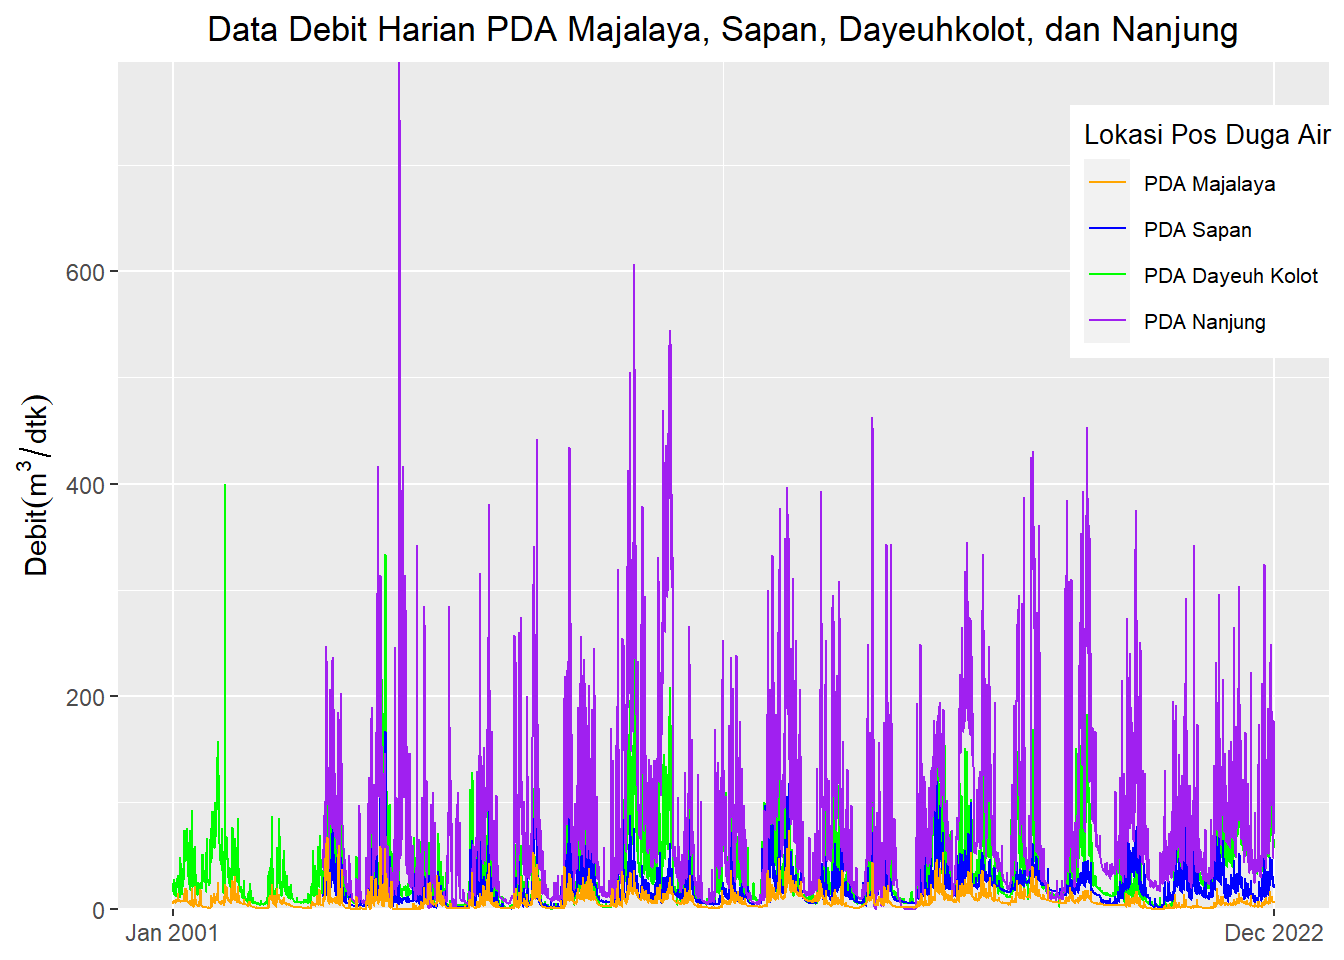 Data Debit Harian PDA Majalaya, Sapan, Dayeuhkolot, dan Nanjung
Lokasi Pos Duga Air
PDA Majalaya
PDA Sapan
PDA Dayeuh Kolot
PDA Nanjung
Debit(m³/dtk)
600
400
200
0
Jan 2001
Dec 2022